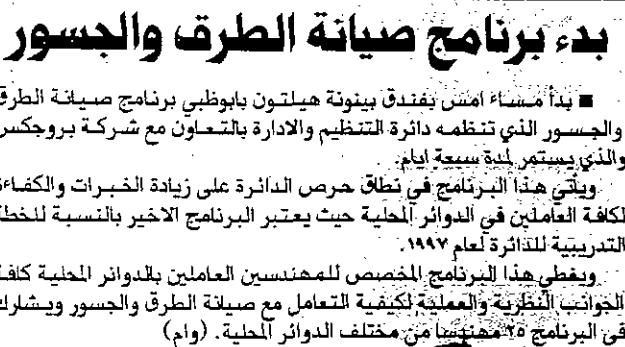 بدء برنامج صيانة الطرق والجسور
■ بدأ مساء امس بفندق بينونة هيلتون بابوظبي برنامج صيانة الطرق
والجسور الذي تنظمه دائرة التنظيم والادارة بالتعاون مع شركة بروجكس
والذي يستمر لمدة سبعة ايام.
ويأتي هذا البرنامج في نطاق حرص الدائرة على زيادة الخبرات والكفاءة
لكافة العاملين في الدوائر المحلية حيث يعتبر البرنامج الاخير بالنسبة للخطة
التدريبية للدائرة لعام ١٩٩٧.
ويغطي هذا البرنامج المخصص للمهندسين العاملين بالدوائر المحلية كافة
الجوانب النظرية والعملية لكيفية التعامل مع صيانة الطرق والجسور ويشارك
في البرنامج ٢٥ مهندسا من مختلف الدوائر المحلية. (وام)